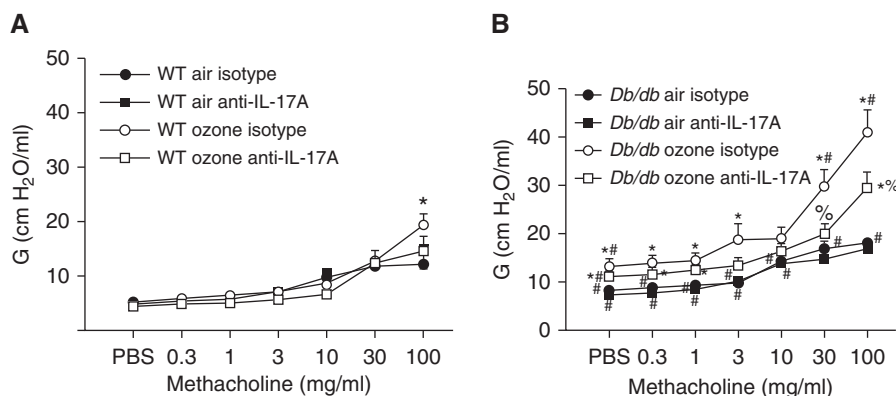 A
50
40
30
20
10
G (cm H2O/ml)
WT air isotype
WT air anti-IL-17A
WT ozone isotype
WT ozone anti-IL-17A
*
PBS 0.3 1 3 10 30 100
Methacholine (mg/ml)
B
50
40
30
20
10
0
G (cm H2O/ml)
Db/db air isotype
Db/db air anti-IL-17A
Db/db ozone isotype
Db/db ozone anti-IL-17A
*#
*#
*%
%
*# * * *
*# # * # * # # # #
# # # # #
# # # #
PBS 0.3 1 3 10 30 100
Methacholine (mg/ml)